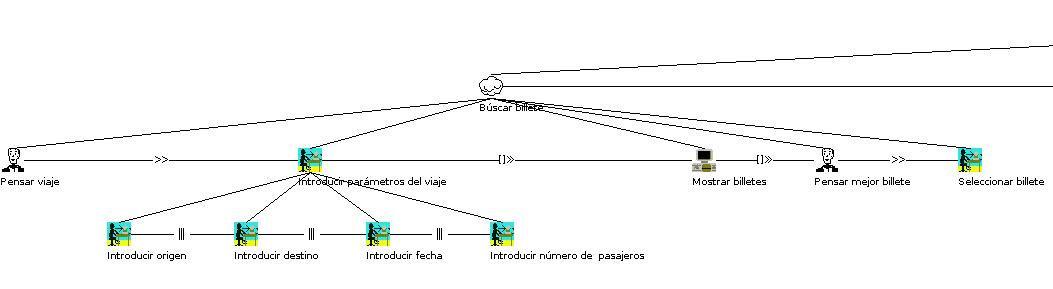 Búscar billete
>> []>> []>> >>
Pensar viaje Introducir parámetros del viaje Mostrar billetes Pensar mejor billete Seleccionar billete
||| ||| |||
Introducir origen Introducir destino Introducir fecha Introducir número de pasajeros